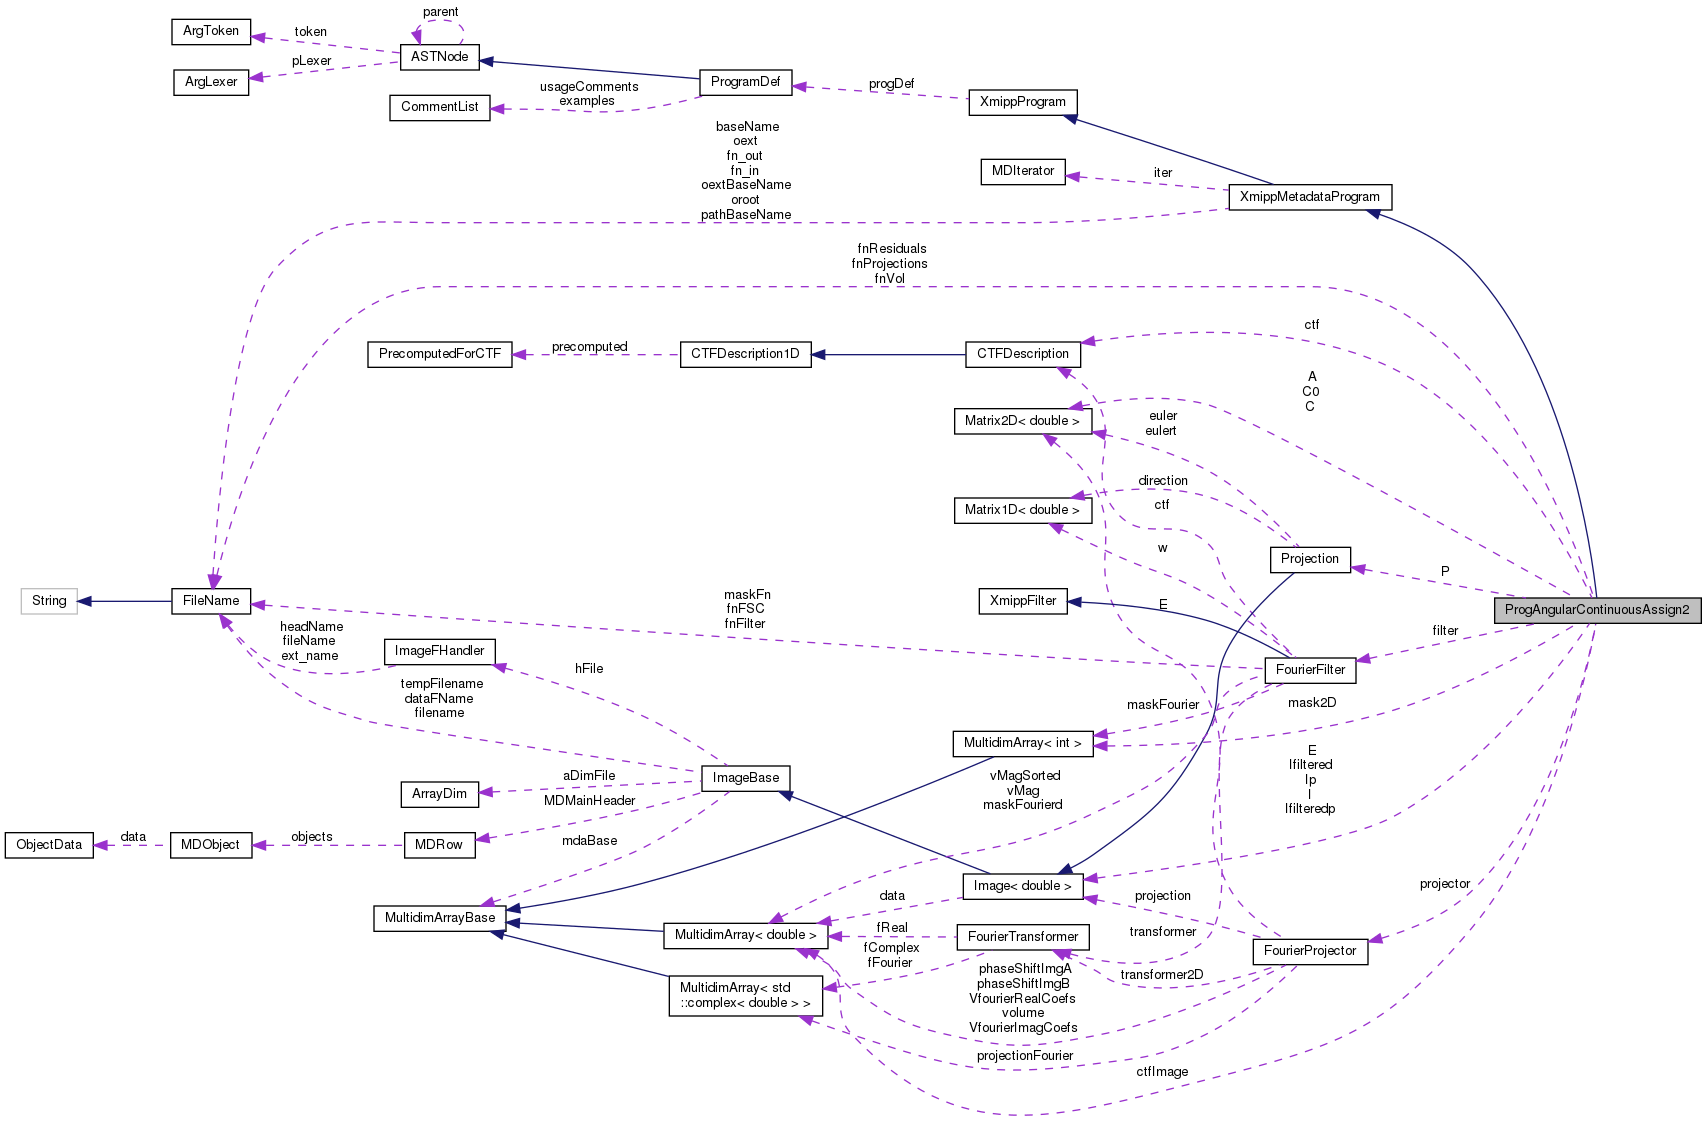 parent
ArgToken
token
ASTNode
pLexer
ArgLexer
ProgramDef
usageComments
examples
CommentList
progDef
XmippProgram
baseName
oext
fn_out
fn_in
oextBaseName
oroot
pathBaseName
MDIterator
iter
XmippMetadataProgram
fnResiduals
fnProjections
fnVol
ctf
PrecomputedForCTF
precomputed
CTFDescription1D
CTFDescription
A
C0
C
Matrix2D< double >
euler
eulert
direction
Matrix1D< double >
ctf
w
Projection
P
String
FileName
maskFn
fnFSC
fnFilter
XmippFilter
E
ProgAngularContinuousAssign2
headName
fileName
ext_name
ImageFHandler
hFile
filter
FourierFilter
tempFilename
dataFName
filename
maskFourier
mask2D
MultidimArray< int >
E
Ifiltered
Ip
I
Ifilteredp
ImageBase
aDimFile
ArrayDim
MDMainHeader
vMagSorted
vMag
maskFourierd
ObjectData
data
MDObject
objects
MDRow
mdaBase
Image< double >
data
projection
projector
MultidimArrayBase
MultidimArray< double >
fReal
FourierTransformer
transformer
FourierProjector
fComplex
fFourier
transformer2D
MultidimArray< std
::complex< double > >
phaseShiftImgA
phaseShiftImgB
VfourierRealCoefs
volume
VfourierImagCoefs
projectionFourier
ctfImage